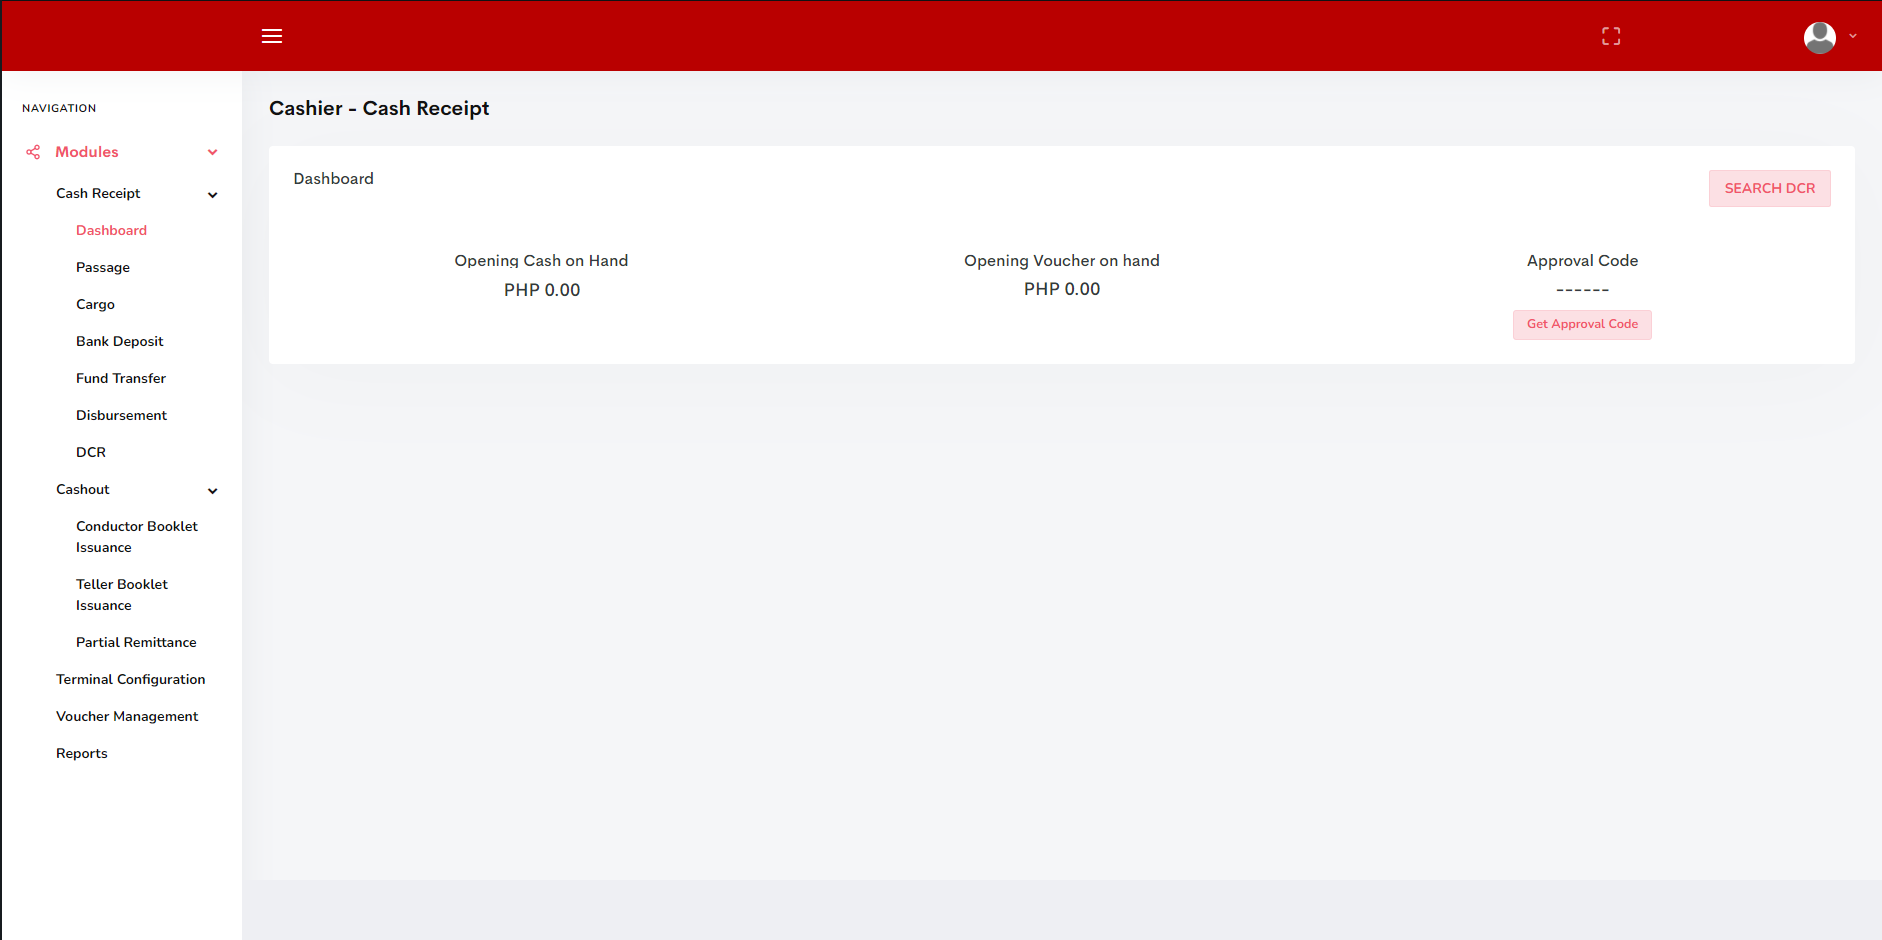 NAVIGATION
Modules
Cash Receipt
Dashboard
Passage
Cargo
Bank Deposit
Fund Transfer
Disbursement
DCR
Cashout
Conductor Booklet
Issuance
Teller Booklet
Issuance
Partial Remittance
Terminal Configuration
Voucher Management
Reports
Cashier - Cash Receipt
Dashboard
SEARCH DCR
Opening Cash on Hand
PHP 0.00
Opening Voucher on hand
PHP 0.00
Approval Code
------
Get Approval Code